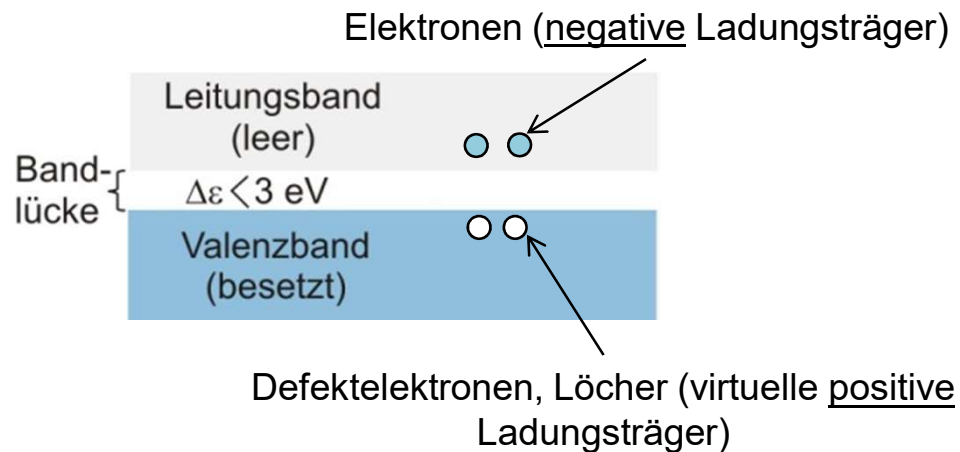 Elektronen (negative Ladungsträger)
Leitungsband
(leer)
Band-
lücke
Δε<3 eV
Valenzband
(besetzt)
Defektelektronen, Löcher (virtuelle positive
Ladungsträger)